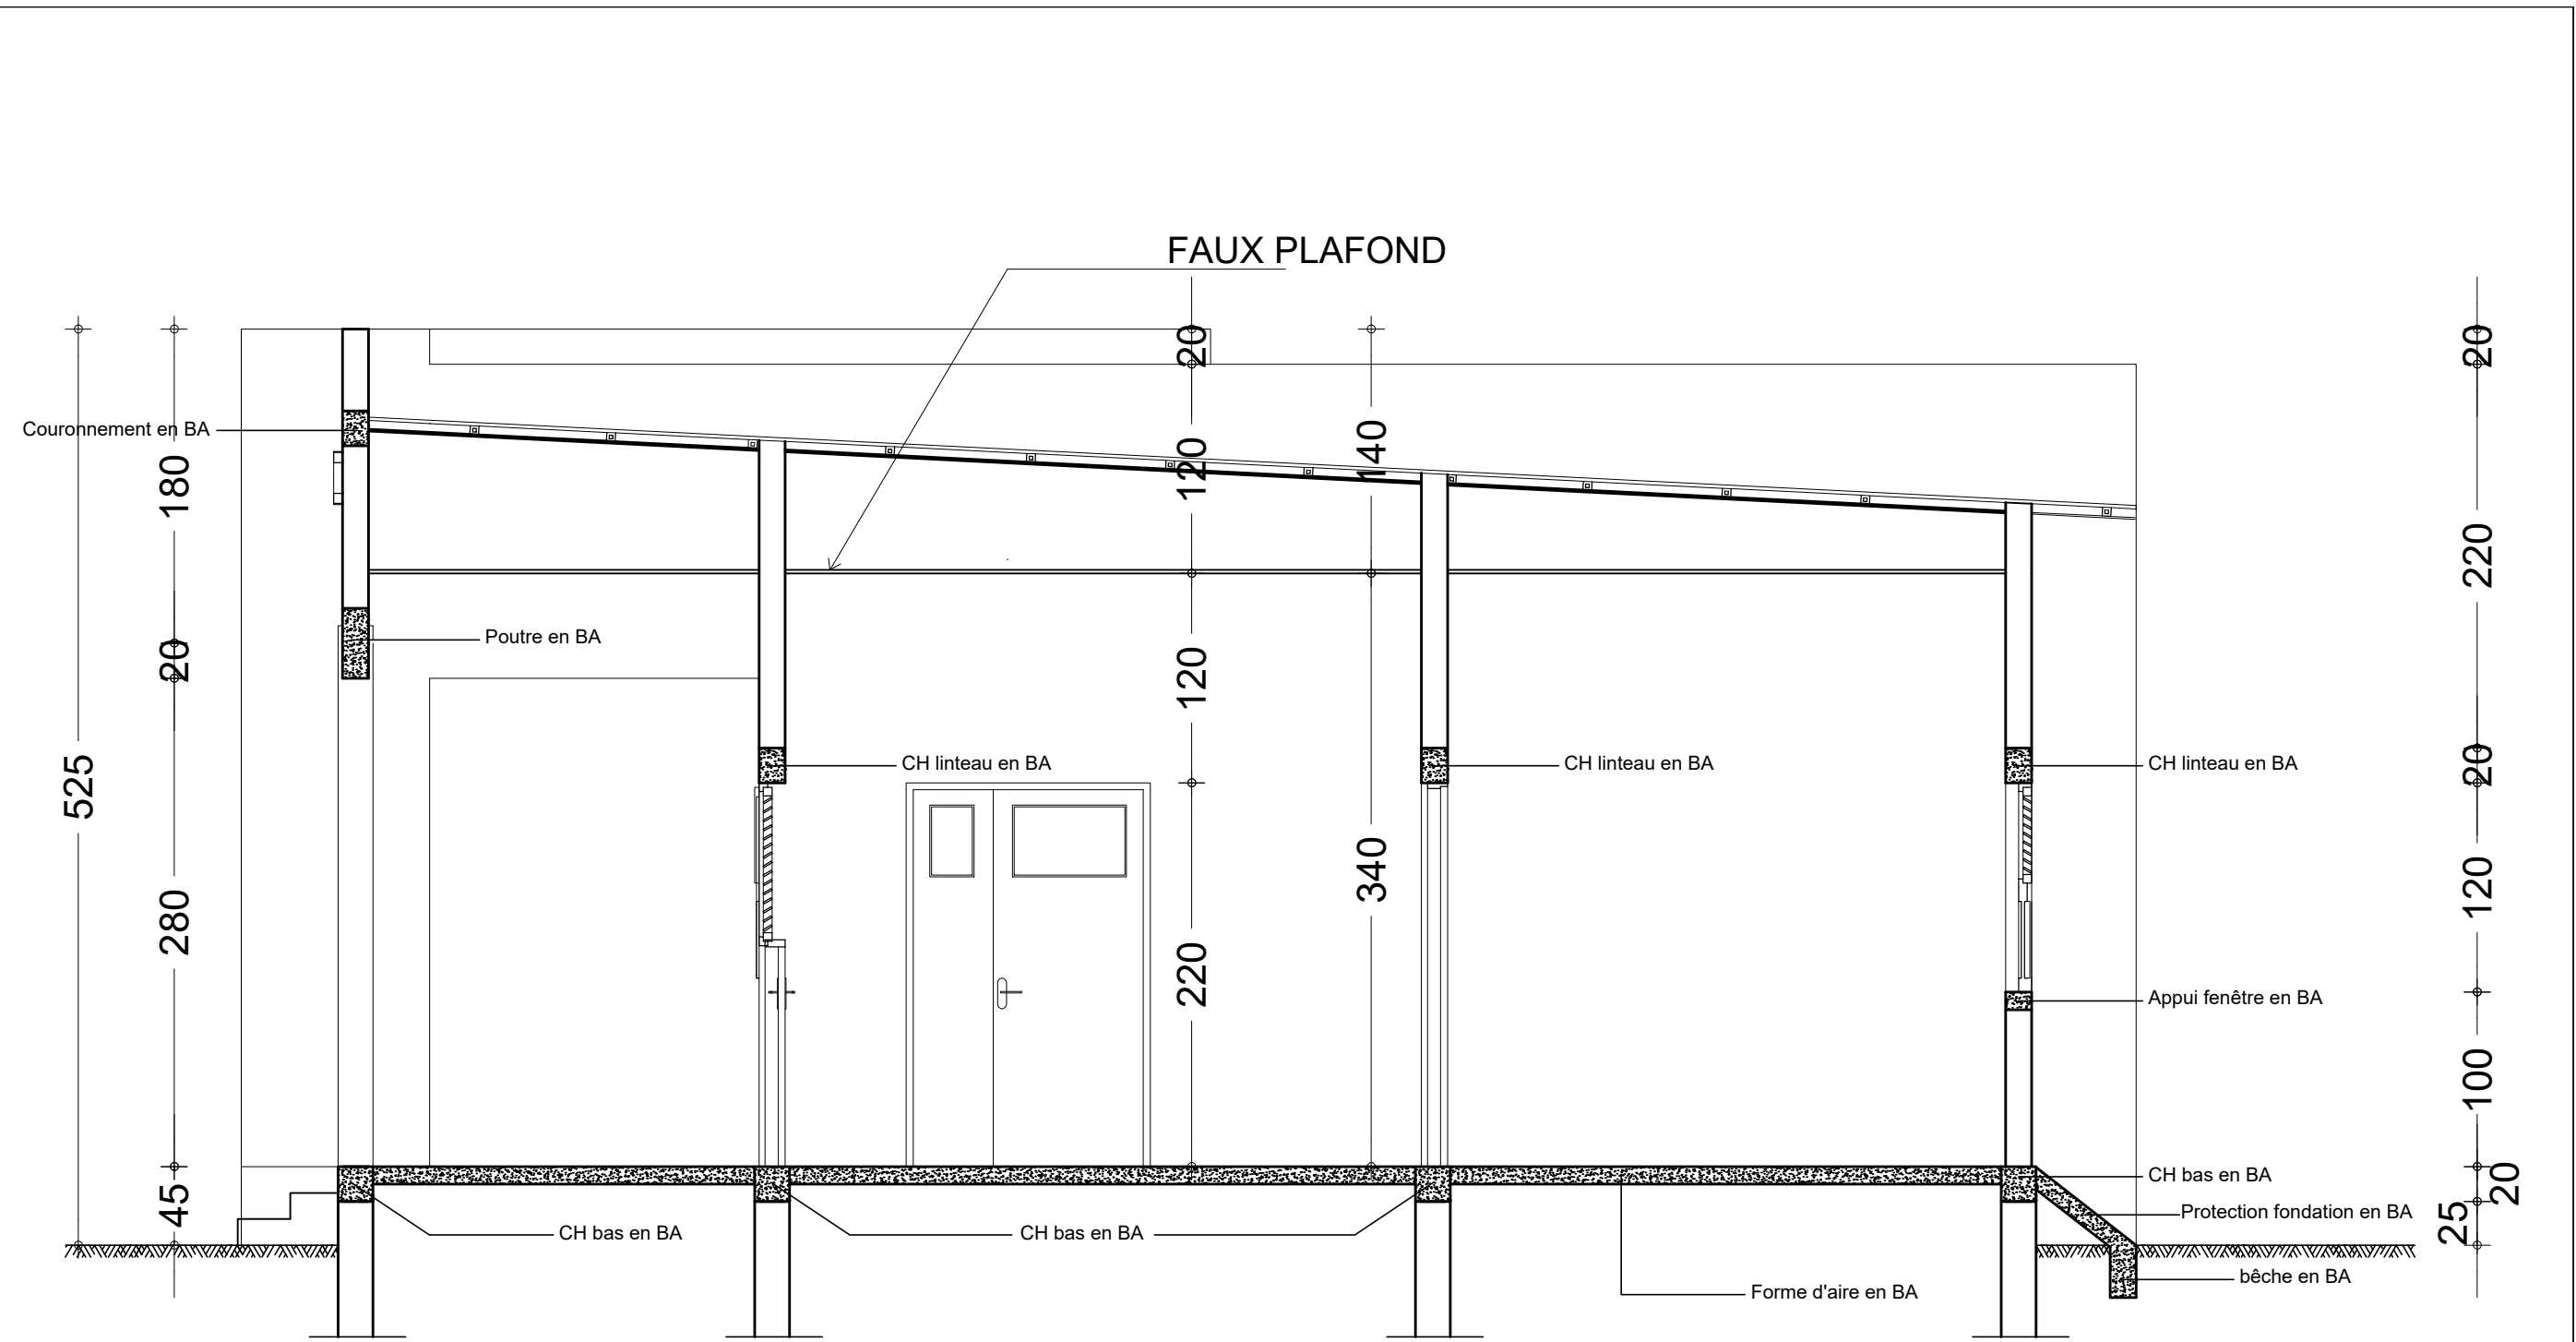 FAUX PLAFOND
20
20
Couronnement en BA
180
120
140
220
Poutre en BA
20
120
525
CH linteau en BA
CH linteau en BA
CH linteau en BA
20
280
340
120
220
Appui fenêtre en BA
100
CH bas en BA
20
45
Protection fondation en BA
25
CH bas en BA
CH bas en BA
bêche en BA
Forme d'aire en BA